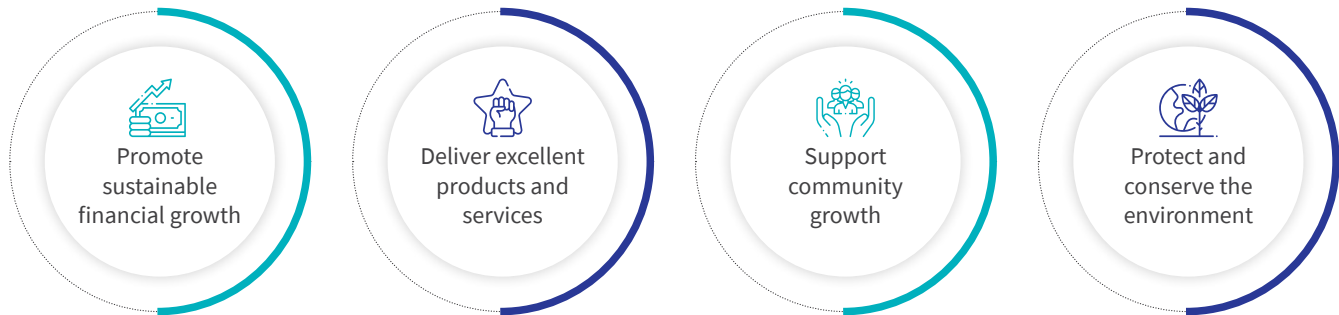 Promote
sustainable
financial growth
Deliver excellent
products and
services
Support
community
growth
Protect and
conserve the
environment